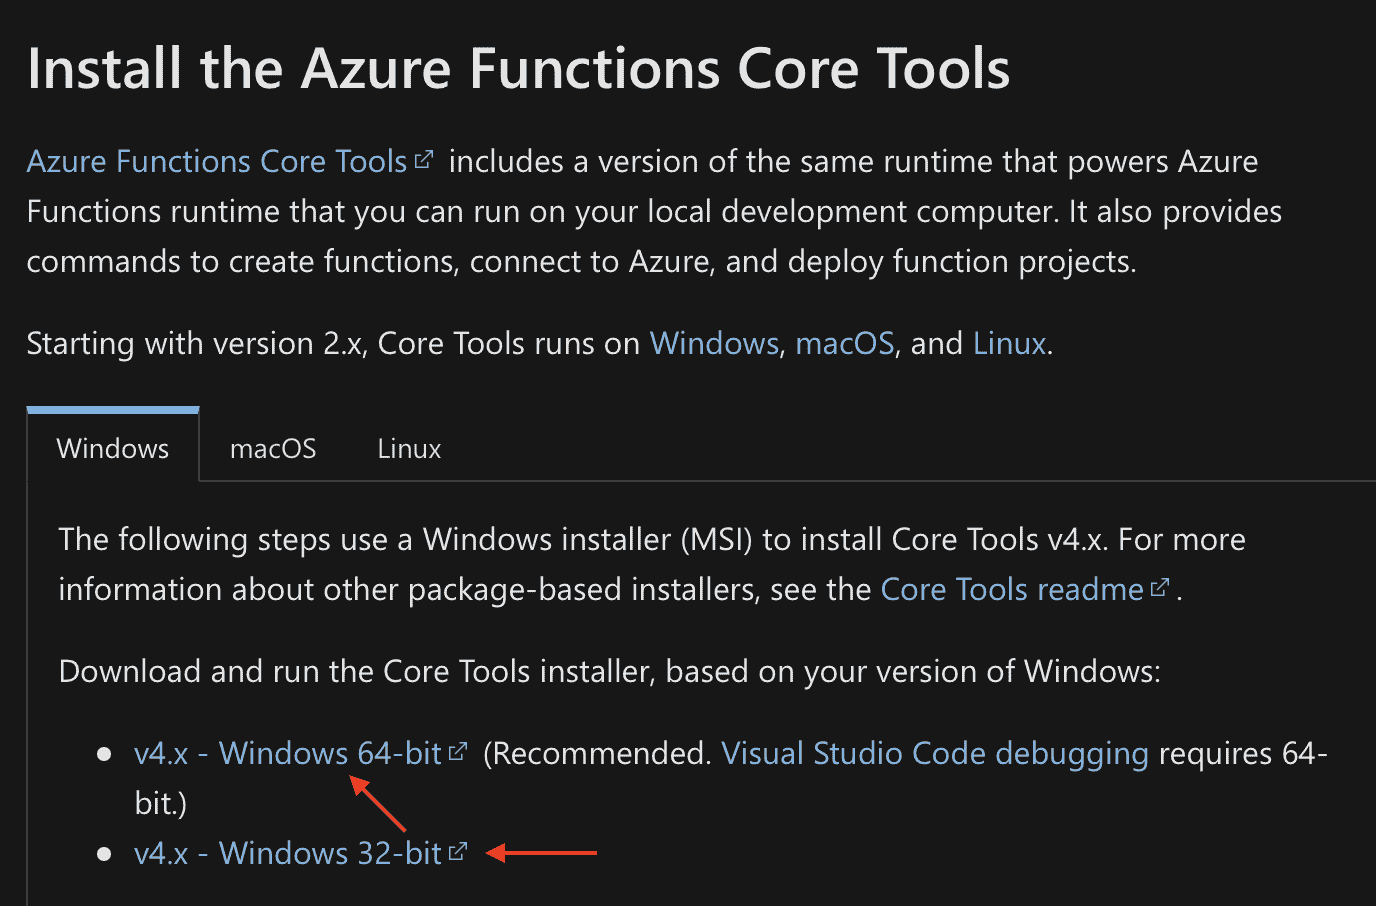 Install the Azure Functions Core Tools
Azure Functions Core Tools includes a version of the same runtime that powers Azure
Functions runtime that you can run on your local development computer. It also provides
commands to create functions, connect to Azure, and deploy function projects.
Starting with version 2.x, Core Tools runs on Windows, macOS, and Linux.
Windows macOS Linux
The following steps use a Windows installer (MSI) to install Core Tools v4.x. For more
information about other package-based installers, see the Core Tools readme.
Download and run the Core Tools installer, based on your version of Windows:
• v4.x - Windows 64-bit (Recommended. Visual Studio Code debugging requires 64-
bit.)
• v4.x - Windows 32-bit